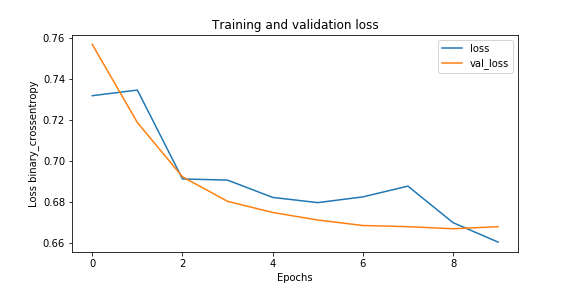 Training and validation loss
loss
val_loss
0.76
0.74
0.72
0.70
0.68
0.66
Loss binary_crossentropy
0 2 4 6 8
Epochs